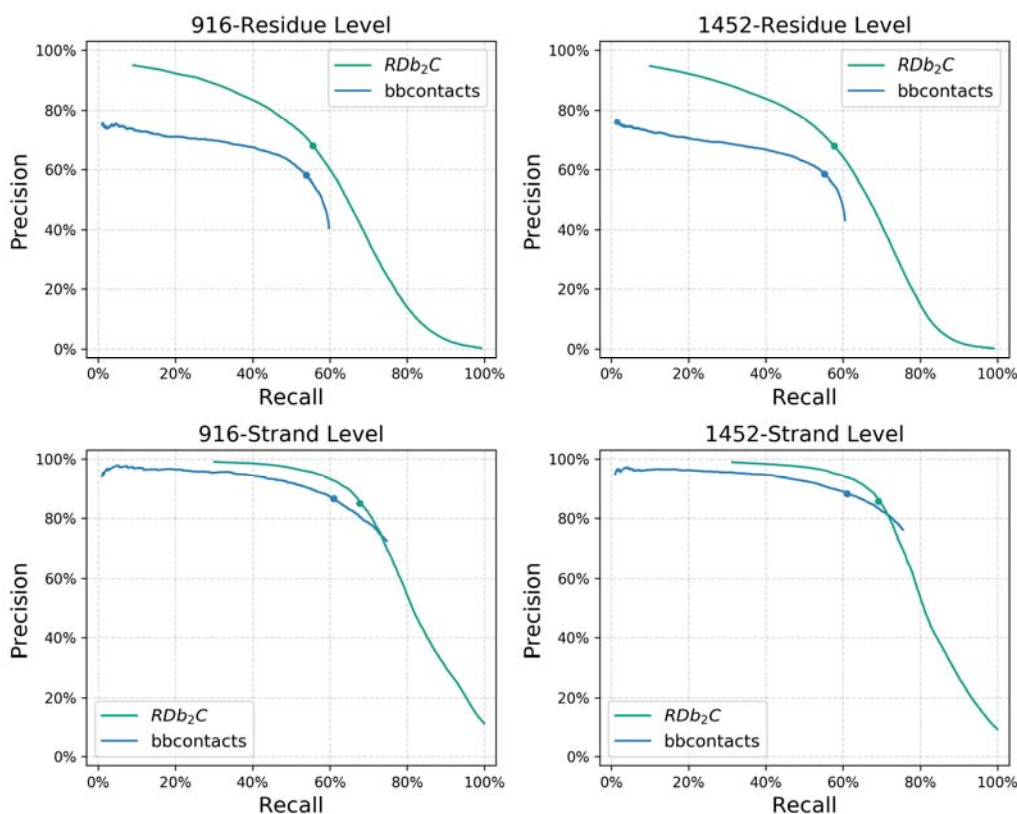 916-Residue Level
100%
80%
60%
40%
20%
0%
Precision
RDb₂C
bbcontacts
0% 20% 40% 60% 80% 100%
Recall
1452-Residue Level
100%
80%
60%
40%
20%
0%
Precision
RDb₂C
bbcontacts
0% 20% 40% 60% 80% 100%
Recall
916-Strand Level
100%
80%
60%
40%
20%
0%
Precision
RDb₂C
bbcontacts
0% 20% 40% 60% 80% 100%
Recall
1452-Strand Level
100%
80%
60%
40%
20%
0%
Precision
RDb₂C
bbcontacts
0% 20% 40% 60% 80% 100%
Recall